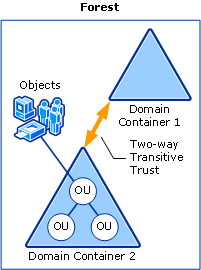 Forest
Objects
Domain
Container 1
Two-way
Transitive
Trust
OU
OU
OU
Domain Container 2